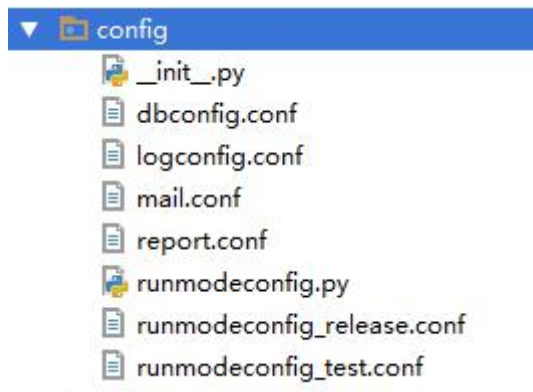 config
__init__.py
dbconfig.conf
logconfig.conf
mail.conf
report.conf
runmodeconfig.py
runmodeconfig_release.conf
runmodeconfig_test.conf